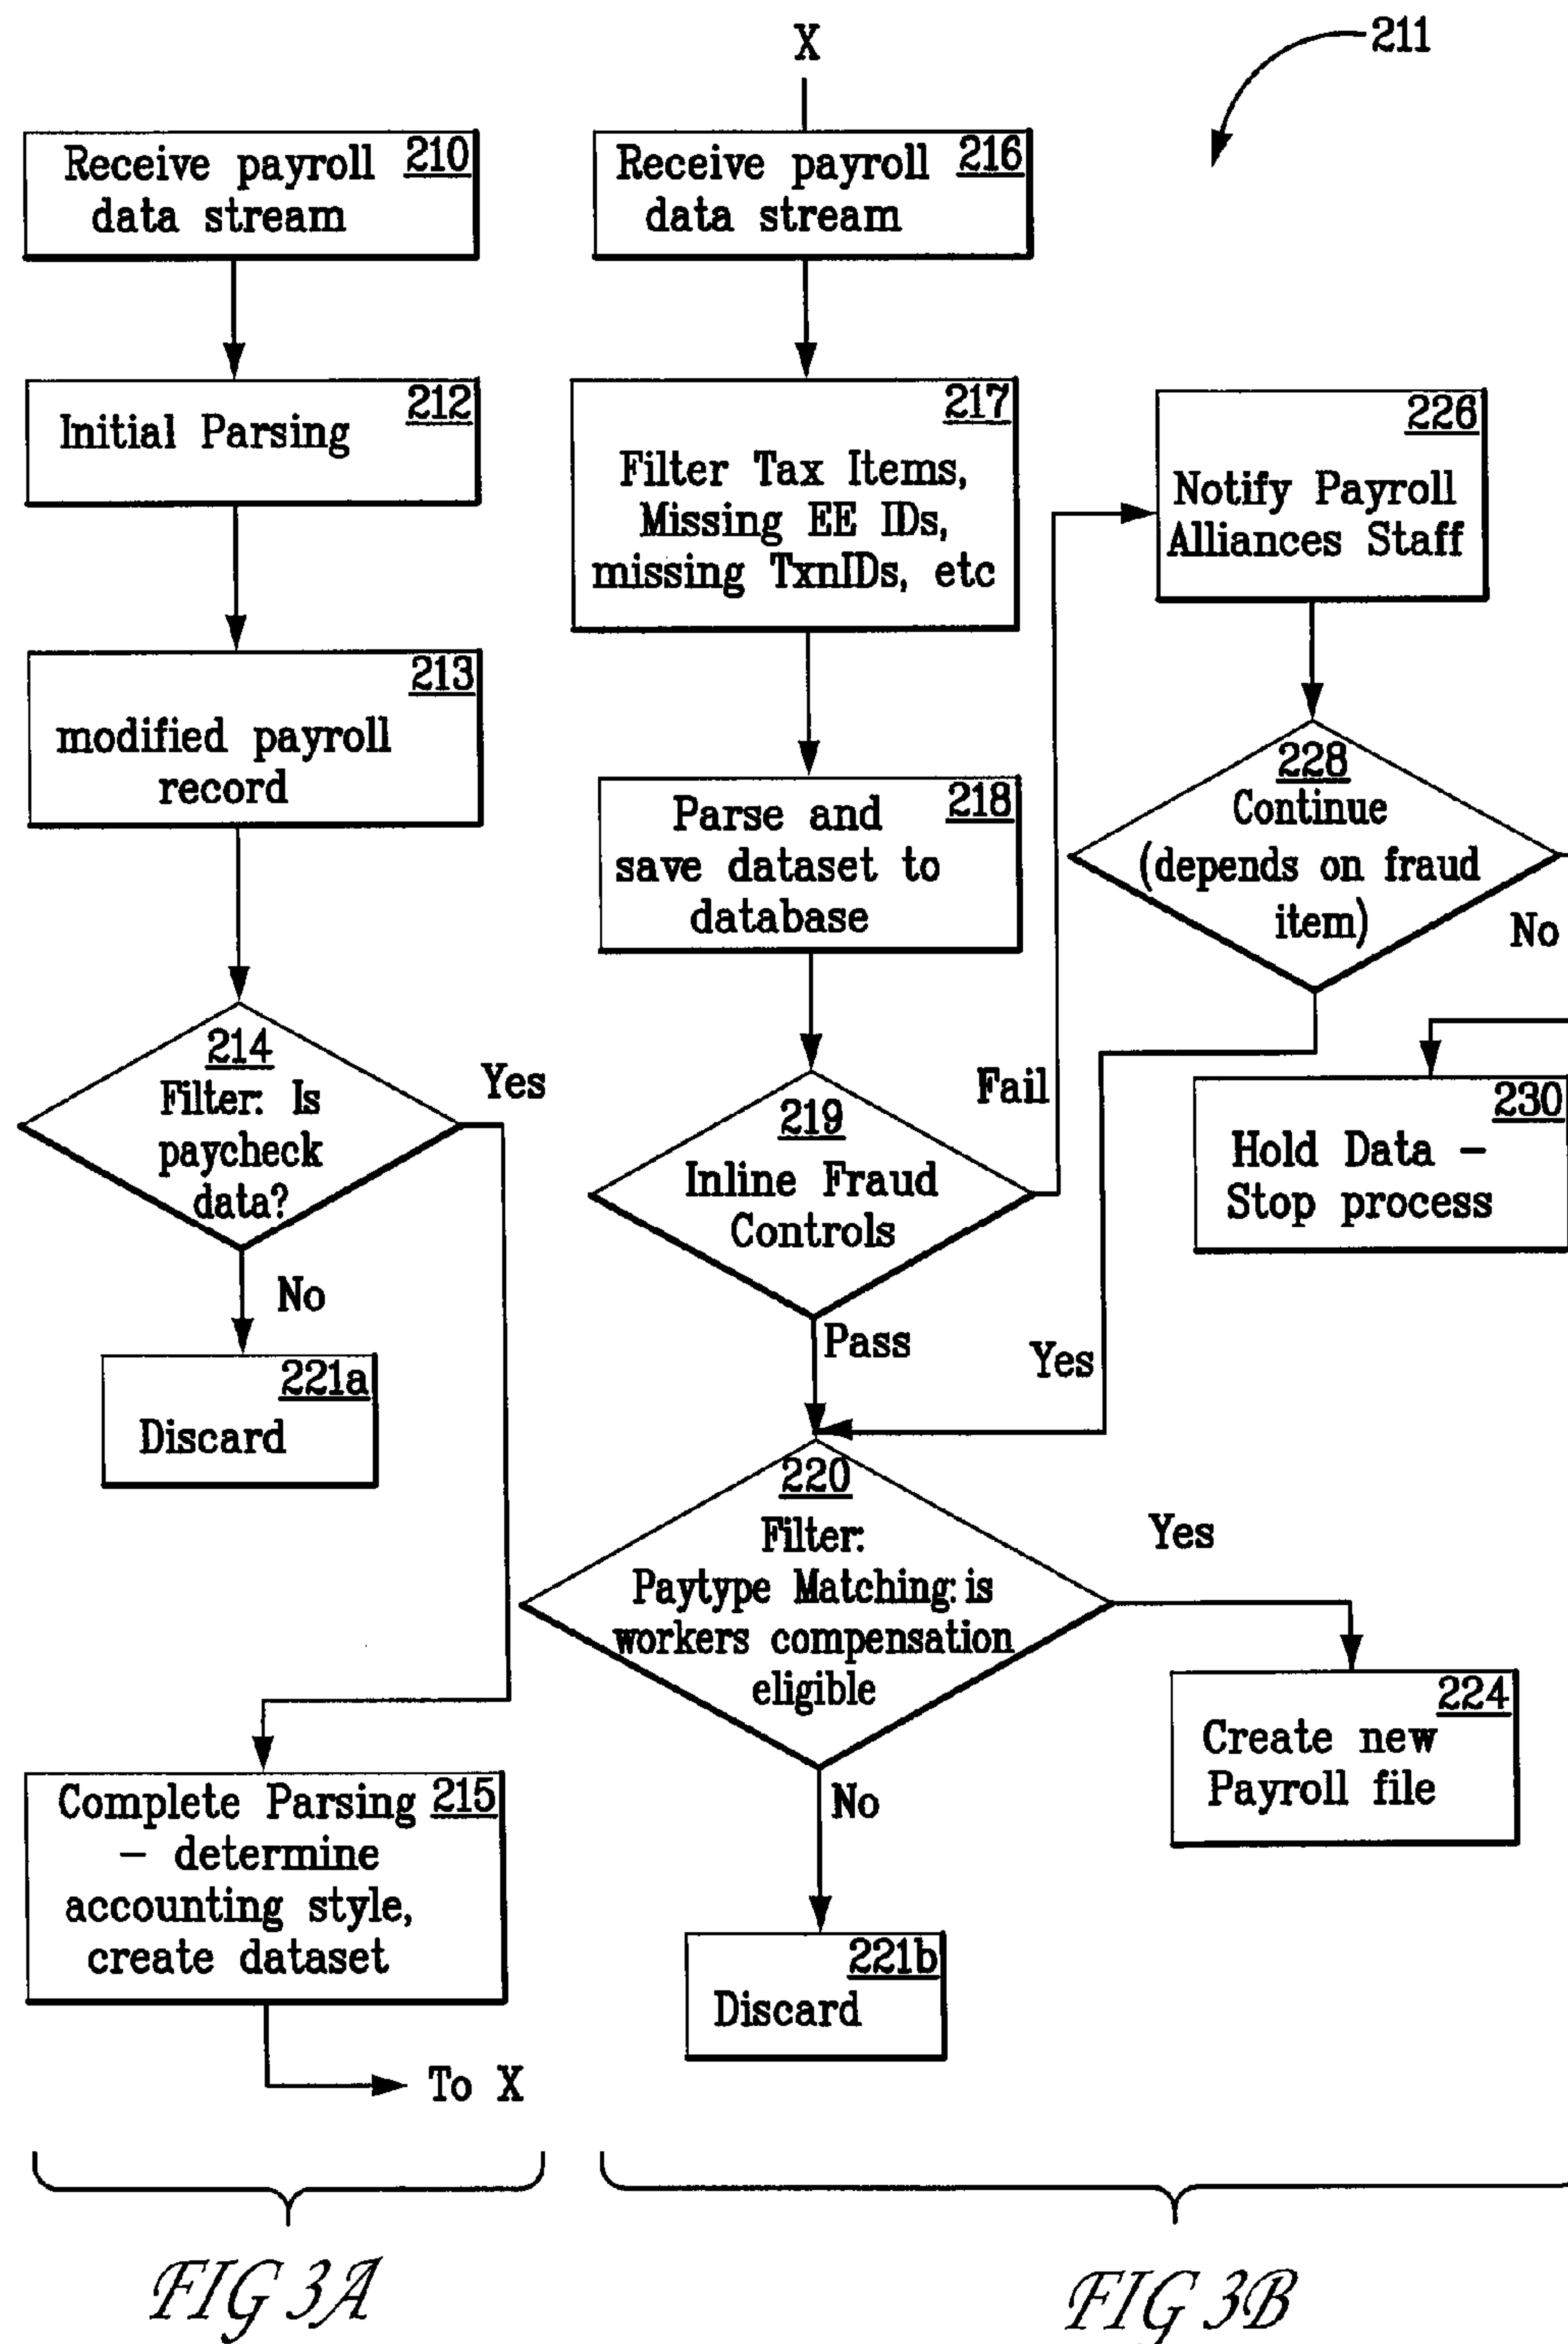 211
210
Receive payroll
data stream
212
Initial Parsing
213
modified payroll
record
214
Filter: Is
paycheck
data?
Yes
No
221a
Discard
Complete Parsing 215
- determine
accounting style,
create dataset
To X
FIG 3A
X
216
Receive payroll
data stream
217
Filter Tax Items,
Missing EE IDs,
missing TxnIDs, etc
218
Parse and
save dataset to
database
219
Inline Fraud
Controls
Fail
Pass
226
Notify Payroll
Alliances Staff
228
Continue
(depends on fraud
item)
No
230
Hold Data -
Stop process
Yes
220
Filter:
Paytype Matching: is
workers compensation
eligible
Yes
224
Create new
Payroll file
No
221b
Discard
FIG 3B